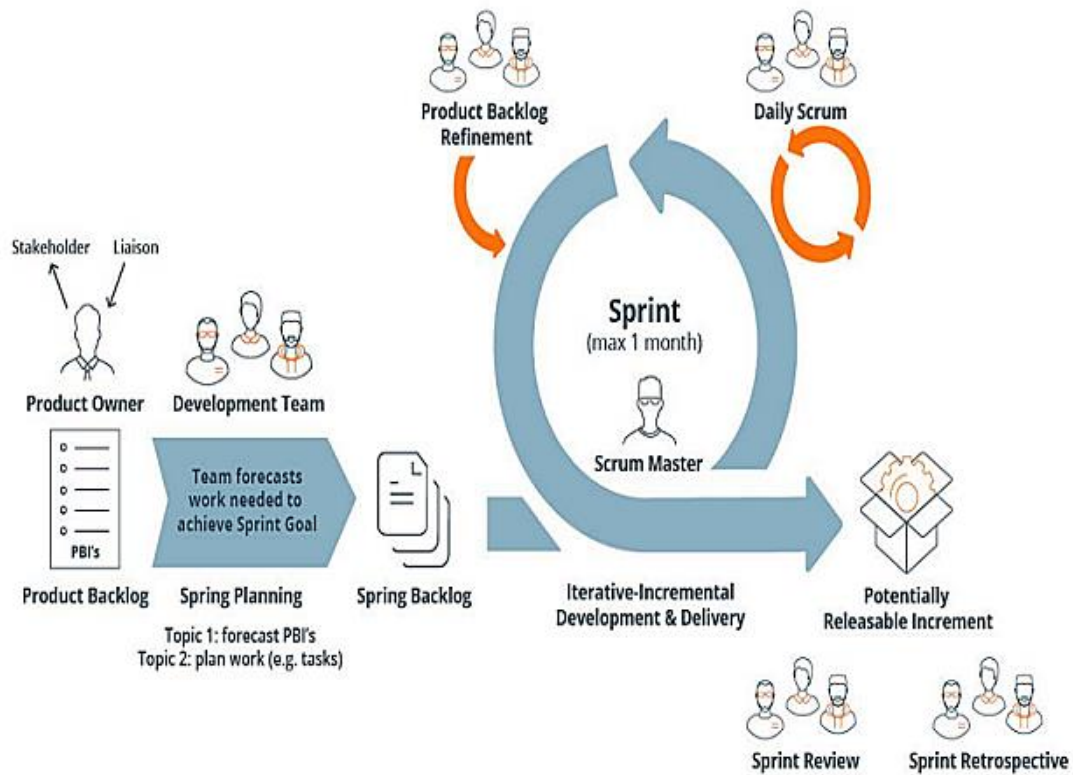 Product Backlog
Refinement
Daily Scrum
Stakeholder
Liaison
Product Owner
Development Team
Sprint
(max 1 month)
Scrum Master
Team forecasts
work needed to
achieve Sprint Goal
PBI's
Product Backlog
Spring Planning
Spring Backlog
Topic 1: forecast PBI's
Topic 2: plan work (e.g. tasks)
Iterative-Incremental
Development & Delivery
Potentially
Releasable Increment
Sprint Review
Sprint Retrospective